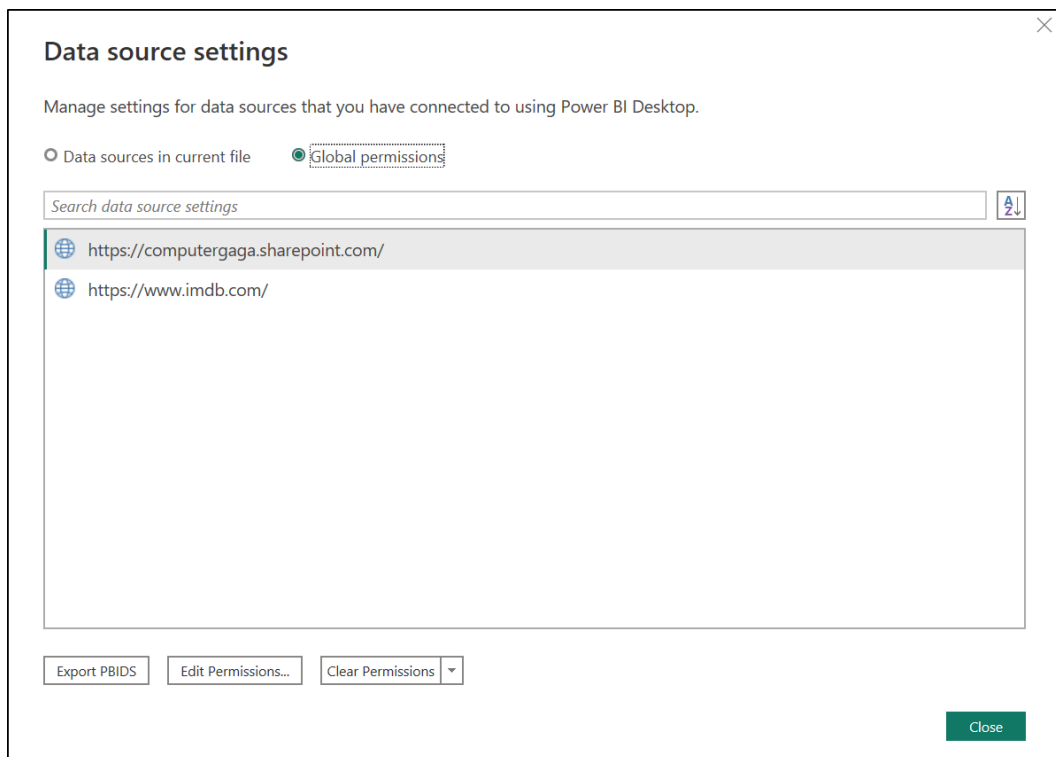 Data source settings
Manage settings for data sources that you have connected to using Power BI Desktop.
Data sources in current file Global permissions
Search data source settings
A
Z
https://computergaga.sharepoint.com/
https://www.imdb.com/
Export PBIDS Edit Permissions... Clear Permissions
Close